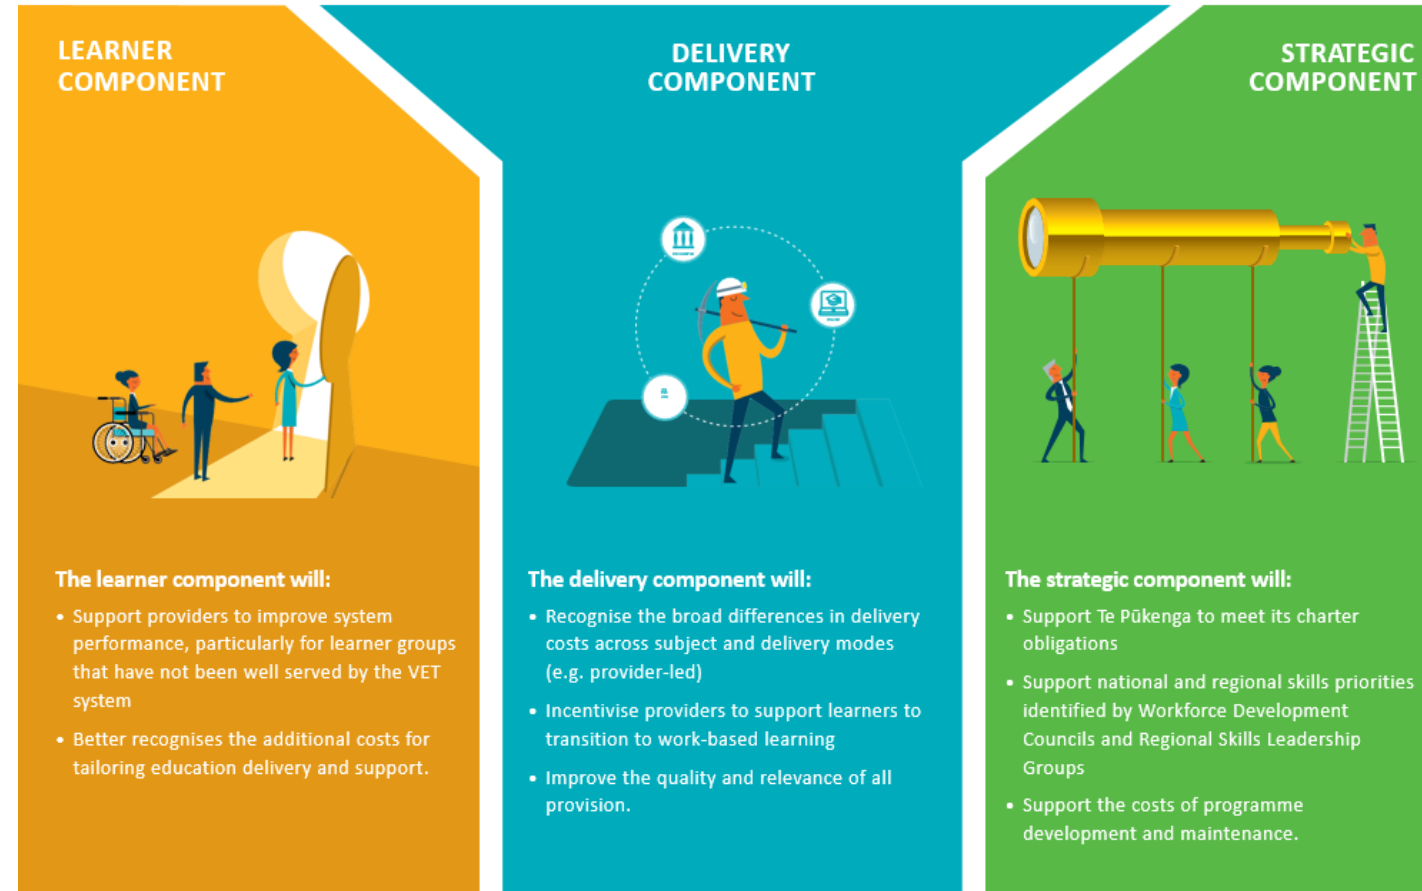 LEARNER
COMPONENT
The learner component will:
• Support providers to improve system
performance, particularly for learner groups
that have not been well served by the VET
system
• Better recognises the additional costs for
tailoring education delivery and support.
DELIVERY
COMPONENT
The delivery component will:
• Recognise the broad differences in delivery
costs across subject and delivery modes
(e.g. provider-led)
• Incentivise providers to support learners to
transition to work-based learning
• Improve the quality and relevance of all
provision.
STRATEGIC
COMPONENT
The strategic component will:
• Support Te Pūkenga to meet its charter
obligations
• Support national and regional skills priorities
identified by Workforce Development
Councils and Regional Skills Leadership
Groups
• Support the costs of programme
development and maintenance.